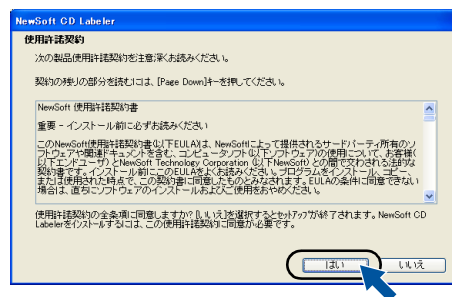 NewSoft CD Labeler
使用許諾契約
次の製品使用許諾契約を注意深くお読みください。
契約の残りの部分を読むには、[Page Down]キーを押してください。
NewSoft 使用許諾契約書
重要 - インストール前に必ずお読みください
このNewSoft使用許諾契約書(以下EULA)は、NewSoftによって提供されるサードパーティ所有のソ
フトウェアや関連ドキュメントを含む、コンピュータソフト(以下ソフトウェア)の使用について、お客様(
以下エンドユーザ)とNewSoft Technology Corporation (以下NewSoft) との間で交わされる法的な
契約書です。インストール前にこのEULAをよくお読みください。プログラムをインストール、コピー、
または使用された時点で、この契約書に同意したものとみなされます。EULAの条件に同意できない
場合は、直ちにソフトウェアのインストールおよびご使用をおやめください。
使用許諾契約の全条項に同意しますか? [いいえ]を選択するとセットアップが終了されます。NewSoft CD
Labelerをインストールするには、この使用許諾契約に同意が必要です。
はい
いいえ